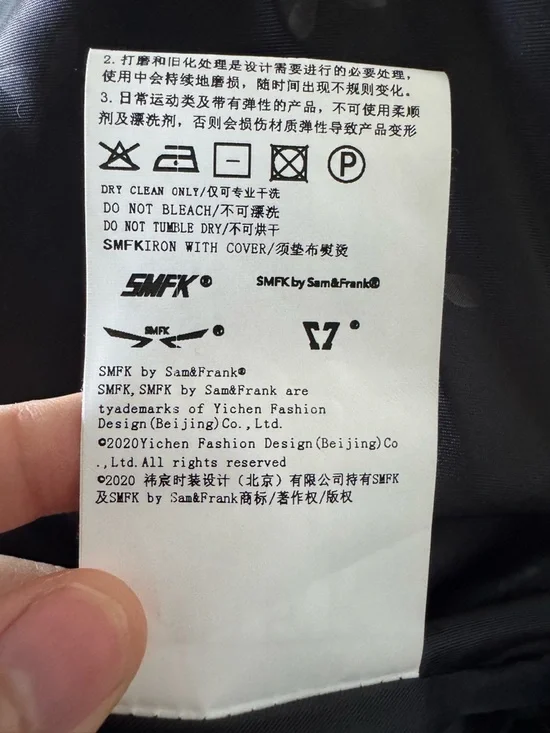 2. 打磨和旧化处理是设计需要进行的必要处理，
使用中会持续地磨损，随时间出现不规则变化。
3. 日常运动类及带有弹性的产品，不可使用柔顺
剂及漂洗剂，否则会损伤材质弹性导致产品变形
P
DRY CLEAN ONLY/仅可专业干洗
DO NOT BLEACH/不可漂洗
DO NOT TUMBLE DRY/不可烘干
SMFKIRON WITH COVER/须垫布熨烫
SMFK® SMFK by Sam&Frank®
SMFK®
SMFK by Sam&Frank®
SMFK, SMFK by Sam&Frank are
tyademarks of Yichen Fashion
Design(Beijing)Co.,Ltd.
©2020Yichen Fashion Design(Beijing)Co
.,Ltd.All rights reserved
©2020 祎宸时装设计（北京）有限公司持有SMFK
及SMFK by Sam&Frank商标/著作权/版权